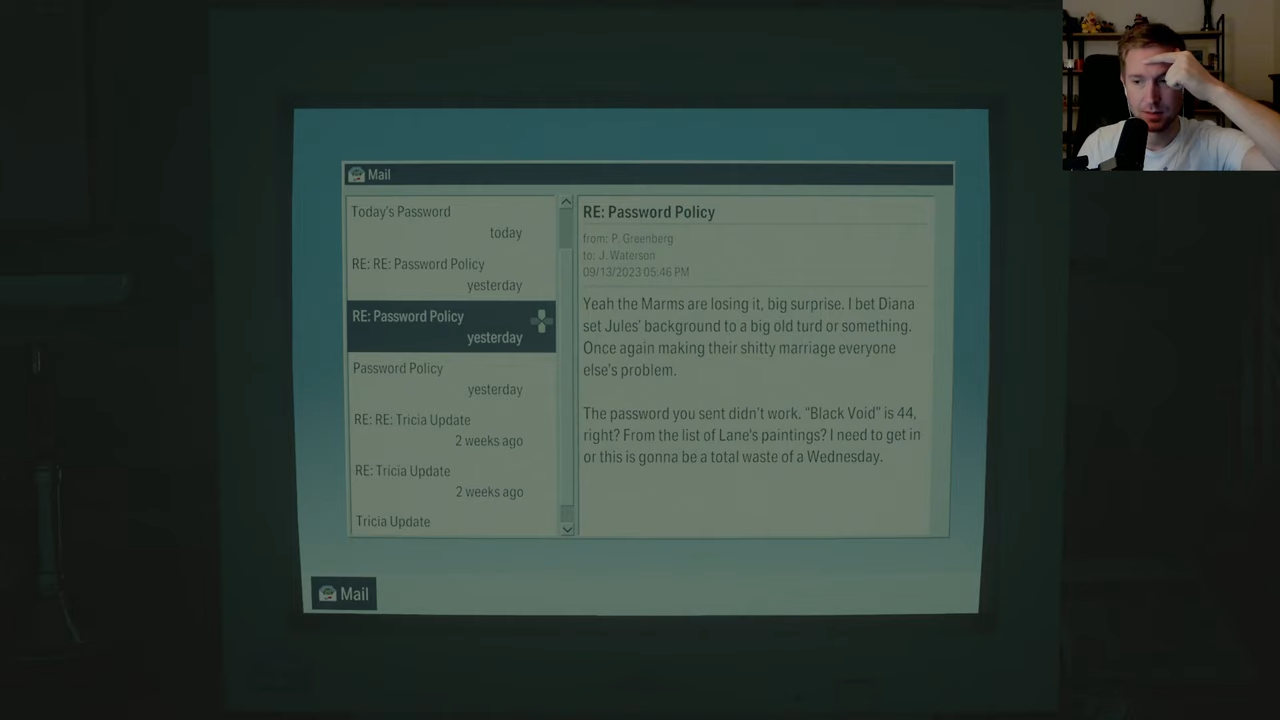 Mail
Today's Password
today
RE: RE: Password Policy
yesterday
RE: Password Policy
yesterday
Password Policy
yesterday
RE: RE: Tricia Update
2 weeks ago
RE: Tricia Update
2 weeks ago
Tricia Update
RE: Password Policy
from: P. Greenberg
to: J. Waterson
09/13/2023 05:46 PM
Yeah the Marms are losing it, big surprise. I bet Diana
set Jules' background to a big old turd or something.
Once again making their shitty marriage everyone
else's problem.
The password you sent didn't work. “Black Void” is 44,
right? From the list of Lane's paintings? I need to get in
or this is gonna be a total waste of a Wednesday.
Mail